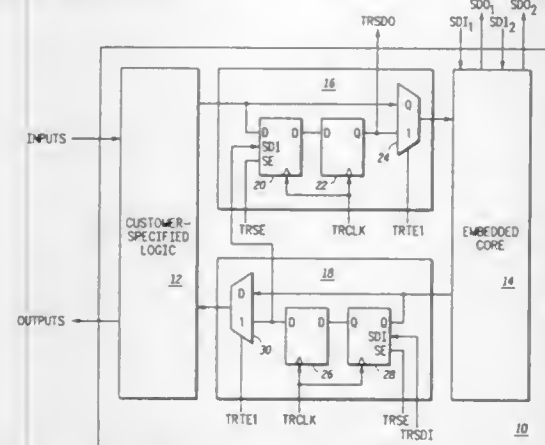 TRSDO
SDO1
SDO2
SDI1
SDI2
16
INPUTS
D
D
D
Q
Q
SDI
SE
1
20
22
24
TRSE
TRCLK
TRTE1
CUSTOMER-
SPECIFIED
LOGIC
12
EMBEDDED
CORE
14
18
D
1
D
D
Q
Q
SDI
SE
30
26
28
OUTPUTS
TRTE1
TRCLK
TRSE
TRSDI
10